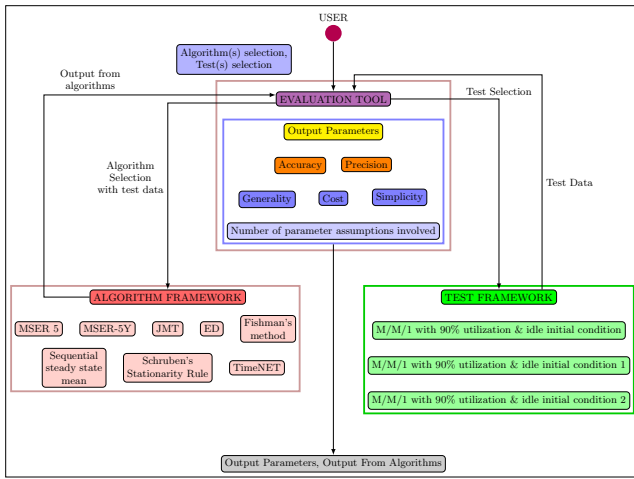 USER
Algorithm(s) selection,
Test(s) selection
Output from
algorithms
EVALUATION TOOL
Test Selection
Output Parameters
Accuracy
Precision
Algorithm
Selection
with test data
Test Data
Generality
Cost
Simplicity
Number of parameter assumptions involved
ALGORITHM FRAMEWORK
TEST FRAMEWORK
MSER 5
MSER-5Y
JMT
ED
Fishman's
method
Sequential
steady state
mean
Schruben's
Stationarity Rule
TimeNET
M/M/1 with 90% utilization & idle initial condition
M/M/1 with 90% utilization & idle initial condition 1
M/M/1 with 90% utilization & idle initial condition 2
Output Parameters, Output From Algorithms